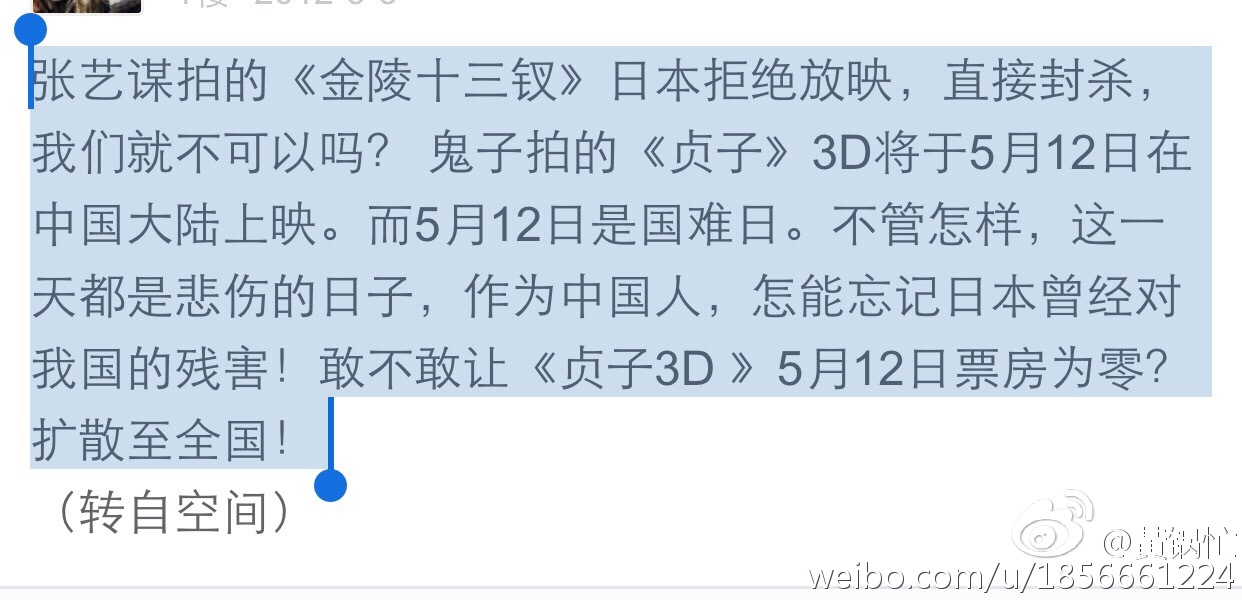 张艺谋拍的《金陵十三钗》日本拒绝放映，直接封杀，
我们就不可以吗？ 鬼子拍的《贞子》3D将于5月12日在
中国大陆上映。而5月12日是国难日。不管怎样，这一
天都是悲伤的日子，作为中国人，怎能忘记日本曾经对
我国的残害！敢不敢让《贞子3D 》5月12日票房为零？
扩散至全国！
（转自空间）
weibo.com/u/1856661224